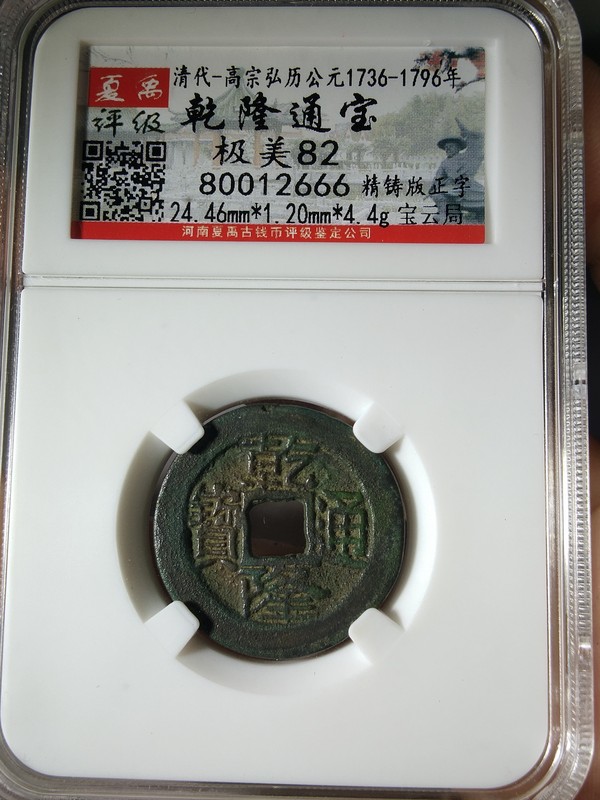 夏禹
评级
清代-高宗弘历公元1736-1796年
乾隆通宝
极美82
80012666 精铸版正字
24.46mm*1.20mm*4.4g 宝云局
河南夏禹古钱币评级鉴定公司
乾隆通寶